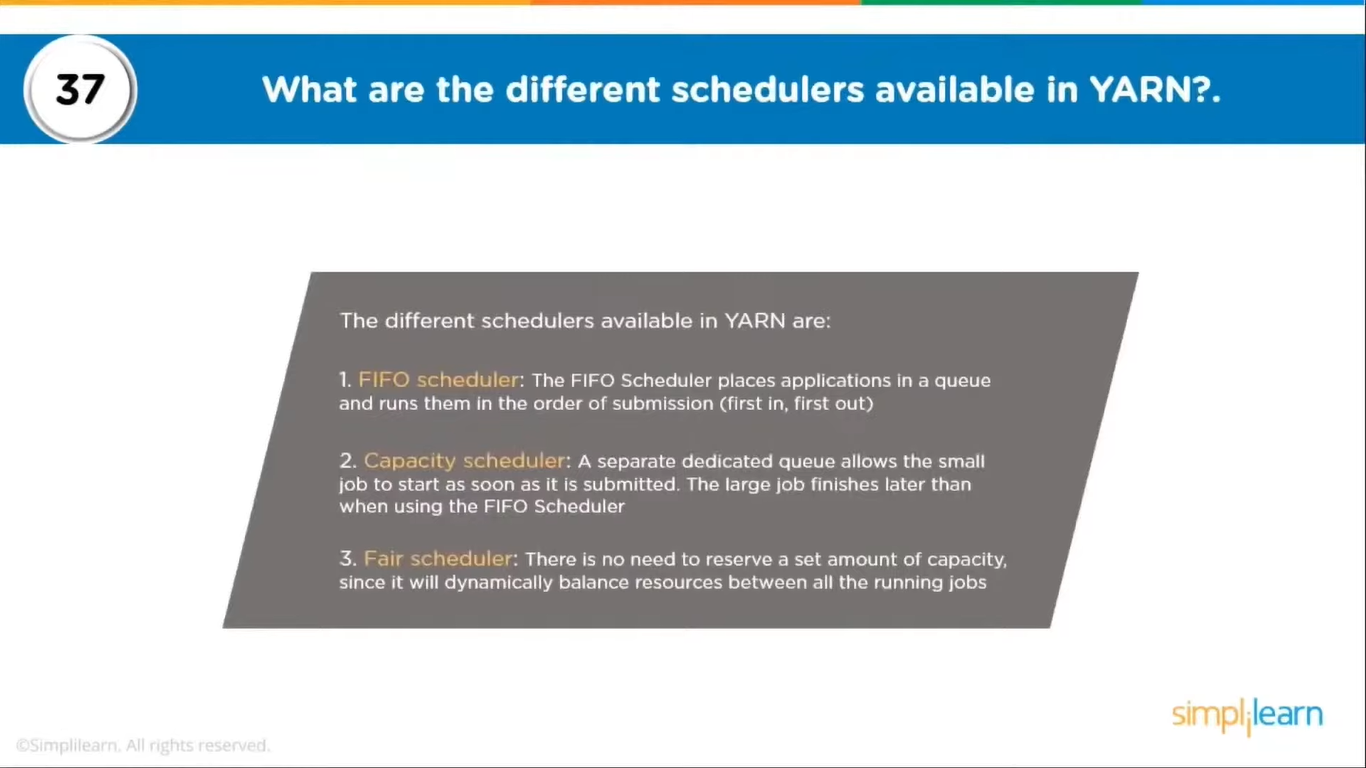 37
What are the different schedulers available in YARN?.
The different schedulers available in YARN are:
1. FIFO scheduler: The FIFO Scheduler places applications in a queue
and runs them in the order of submission (first in, first out)
2. Capacity scheduler: A separate dedicated queue allows the small
job to start as soon as it is submitted. The large job finishes later than
when using the FIFO Scheduler
3. Fair scheduler: There is no need to reserve a set amount of capacity,
since it will dynamically balance resources between all the running jobs
simplilearn
©Simplilearn. All rights reserved.